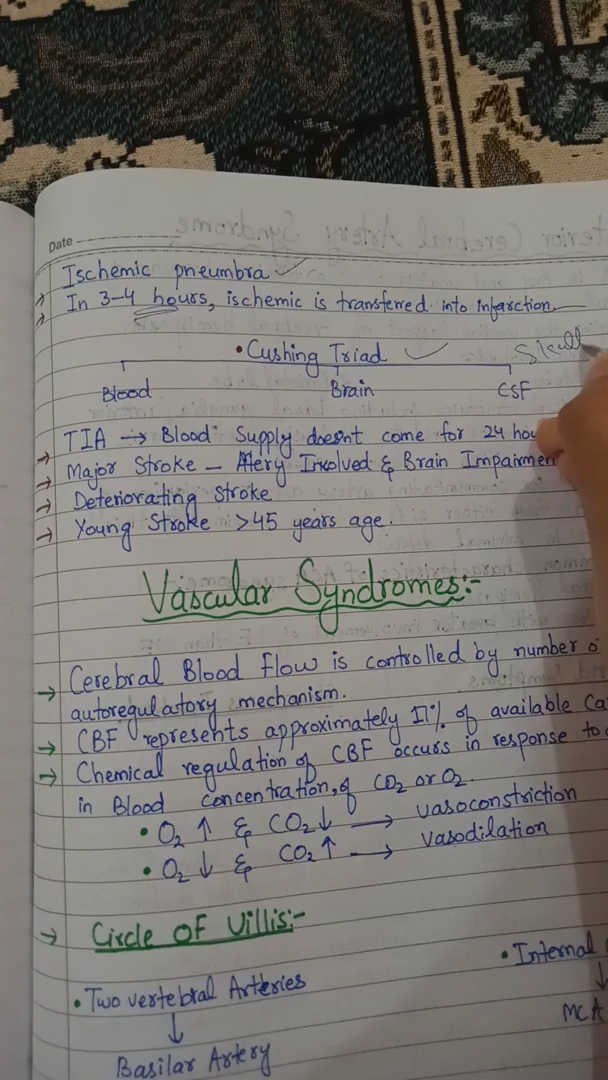 Date
Ischemic pneumbra
In 3-4 hours, ischemic is transferred into infarction.
• Cushing Triad
Skull
Blood Brain CSF
TIA → Blood Supply doesnt come for 24 hou
Major Stroke – Atery Involved & Brain Impairmen
Deteriorating Stroke
Young Stroke >45 years age.
Vascular Syndromes:-
→ Cerebral Blood Flow is controlled by number o
autoregulatory mechanism.
→ CBF represents approximately 17% of available Ca
→ Chemical regulation of CBF occurs in response to
in Blood concentration, of CO2 or O2.
• O2 ↑ & CO2 ↓ → vasoconstriction
• O2 ↓ & CO2 ↑ → vasodilation
→ Circle OF Villis:-
• Two vertebral Arteries • Internal
↓ ↓
Basilar Artery MCA